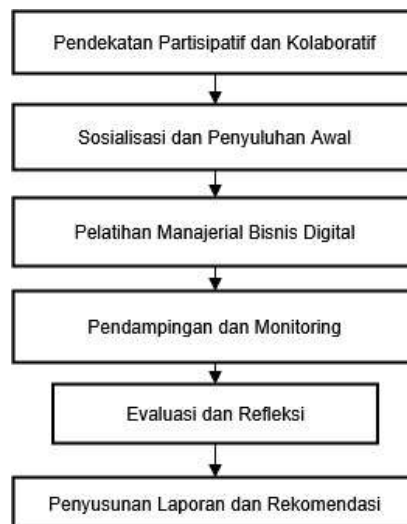 Pendekatan Partisipatif dan Kolaboratif
Sosialisasi dan Penyuluhan Awal
Pelatihan Manajerial Bisnis Digital
Pendampingan dan Monitoring
Evaluasi dan Refleksi
Penyusunan Laporan dan Rekomendasi